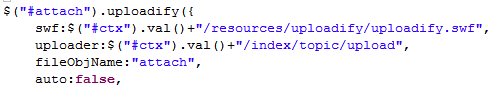 $("#attach").uploadify({
swf:$("#ctx").val()+"/resources/uploadify/uploadify.swf",
uploader:$("#ctx").val()+"/index/topic/upload",
fileObjName:"attach",
auto:false,